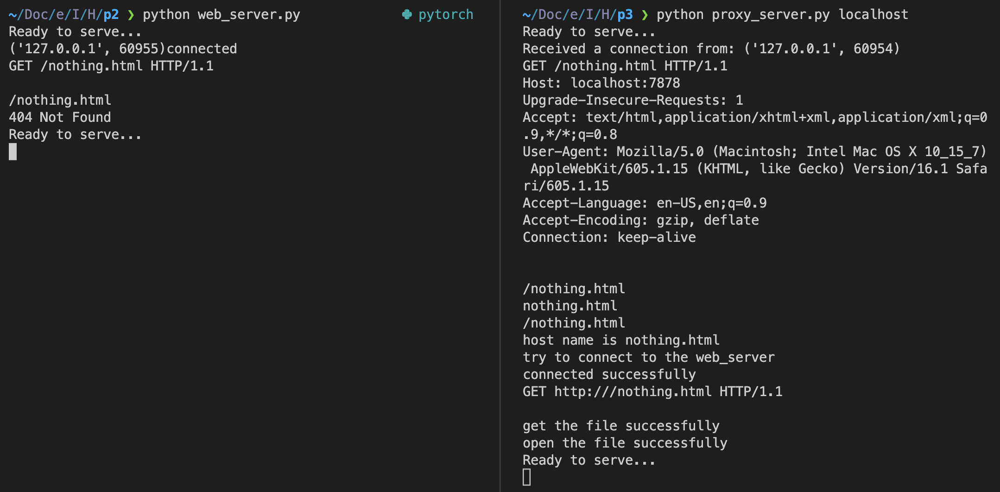 ~/Doc/e/I/H/p2 ❯ python web_server.py pytorch
Ready to serve...
('127.0.0.1', 60955)connected
GET /nothing.html HTTP/1.1
/nothing.html
404 Not Found
Ready to serve...
~/Doc/e/I/H/p3 ❯ python proxy_server.py localhost
Ready to serve...
Received a connection from: ('127.0.0.1', 60954)
GET /nothing.html HTTP/1.1
Host: localhost:7878
Upgrade-Insecure-Requests: 1
Accept: text/html,application/xhtml+xml,application/xml;q=0
.9,*/*;q=0.8
User-Agent: Mozilla/5.0 (Macintosh; Intel Mac OS X 10_15_7)
AppleWebKit/605.1.15 (KHTML, like Gecko) Version/16.1 Safa
ri/605.1.15
Accept-Language: en-US,en;q=0.9
Accept-Encoding: gzip, deflate
Connection: keep-alive
/nothing.html
nothing.html
/nothing.html
host name is nothing.html
try to connect to the web_server
connected successfully
GET http:///nothing.html HTTP/1.1
get the file successfully
open the file successfully
Ready to serve...